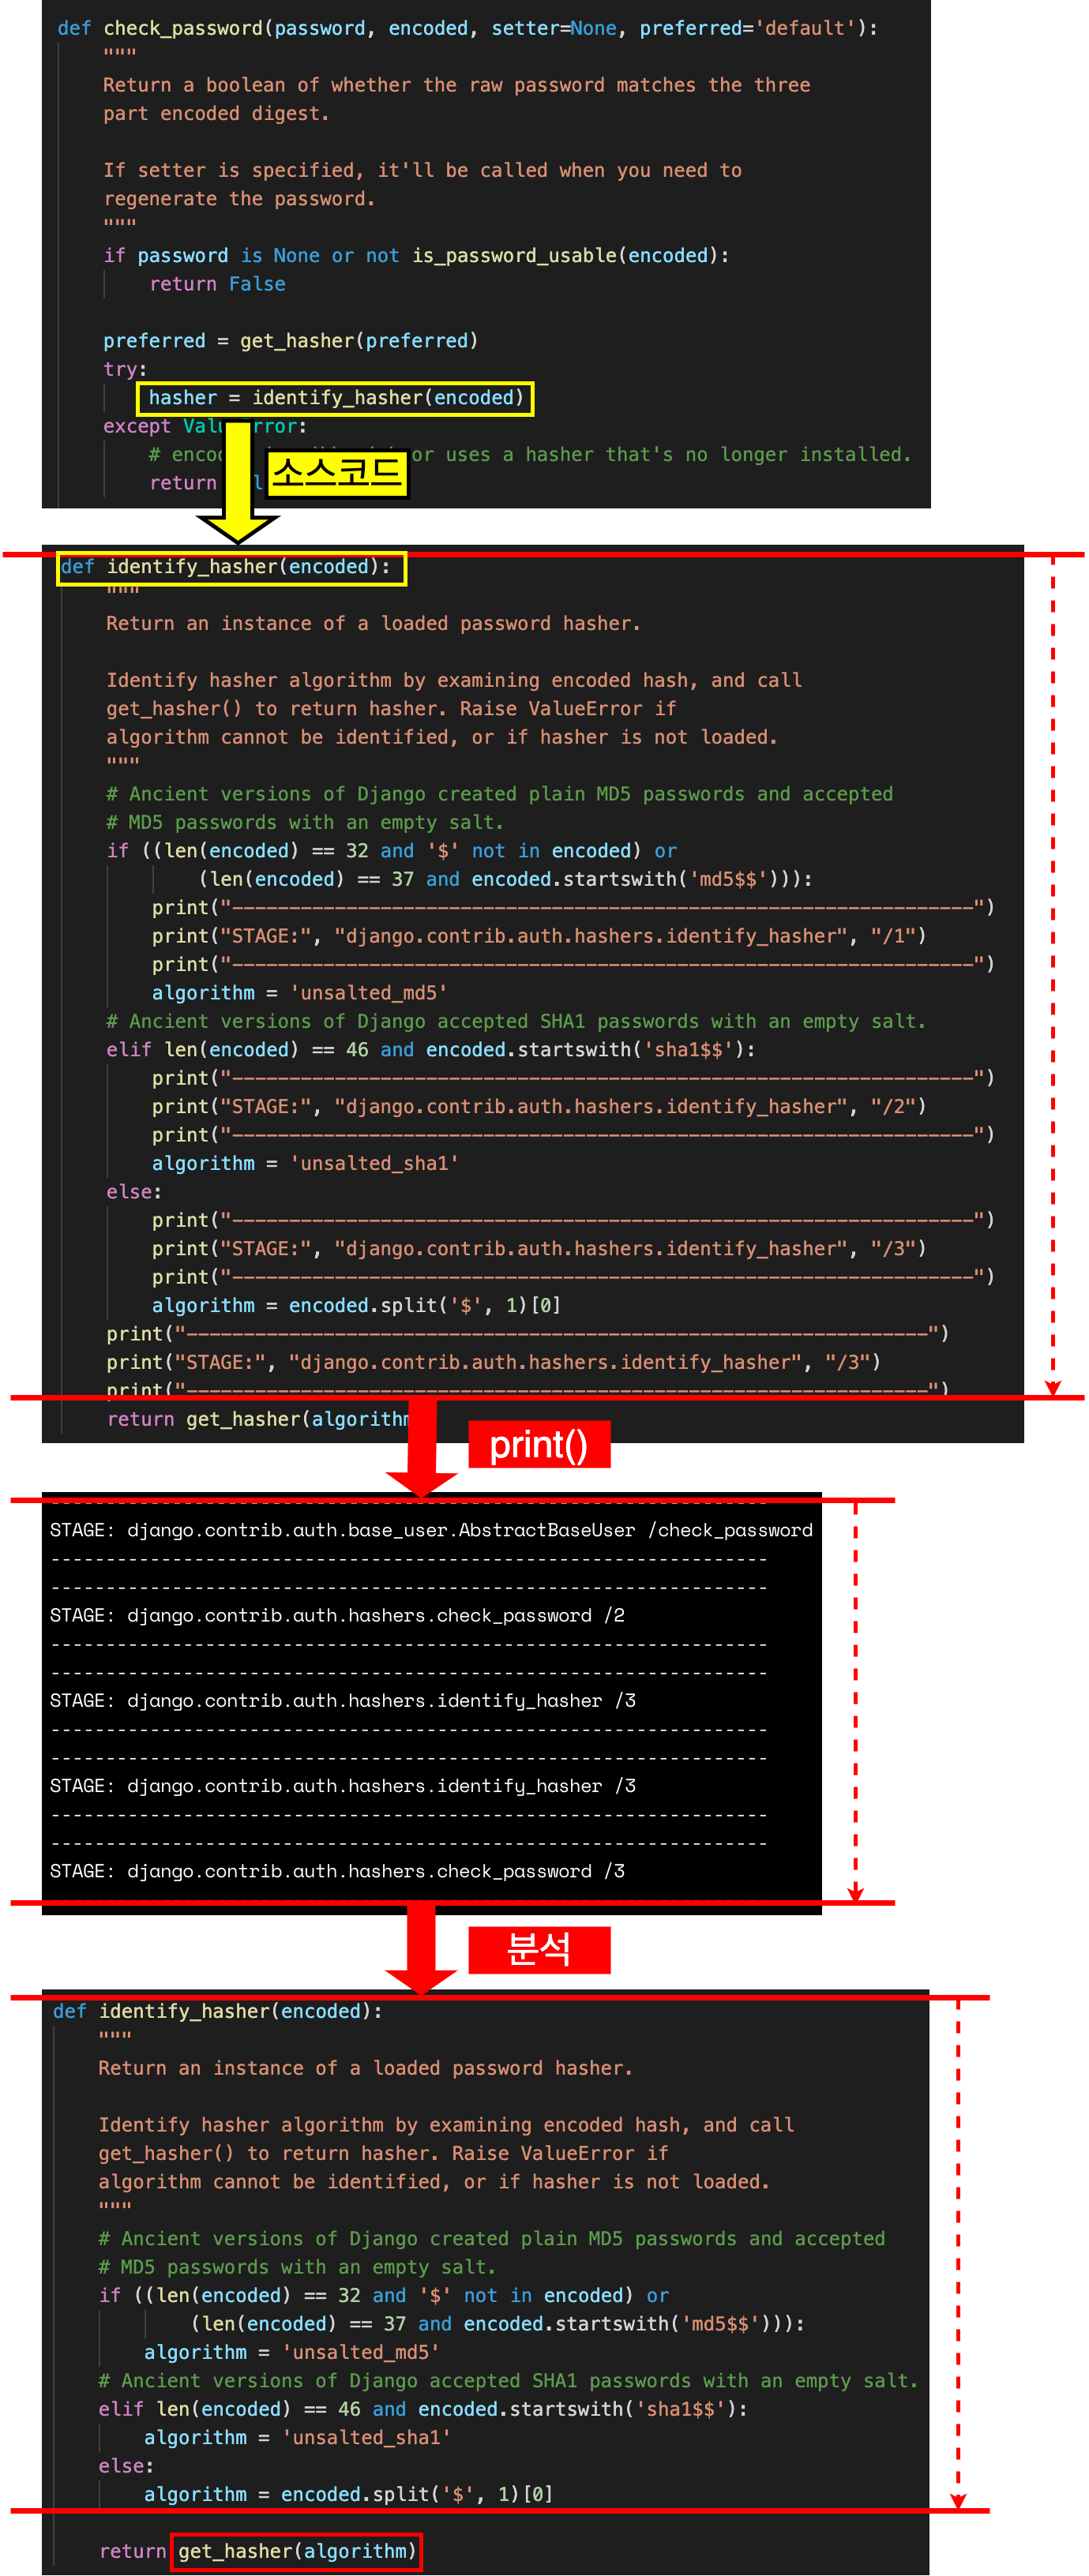 def check_password(password, encoded, setter=None, preferred='default'):
"""
Return a boolean of whether the raw password matches the three
part encoded digest.
If setter is specified, it'll be called when you need to
regenerate the password.
"""
if password is None or not is_password_usable(encoded):
return False
preferred = get_hasher(preferred)
try:
hasher = identify_hasher(encoded)
except ValueError:
# encoded or uses a hasher that's no longer installed.
return
소스코드
def identify_hasher(encoded):
"""
Return an instance of a loaded password hasher.
Identify hasher algorithm by examining encoded hash, and call
get_hasher() to return hasher. Raise ValueError if
algorithm cannot be identified, or if hasher is not loaded.
"""
# Ancient versions of Django created plain MD5 passwords and accepted
# MD5 passwords with an empty salt.
if ((len(encoded) == 32 and '$' not in encoded) or
(len(encoded) == 37 and encoded.startswith('md5$$'))):
print("-----------------------------------------------------------------")
print("STAGE:", "django.contrib.auth.hashers.identify_hasher", "/1")
print("-----------------------------------------------------------------")
algorithm = 'unsalted_md5'
# Ancient versions of Django accepted SHA1 passwords with an empty salt.
elif len(encoded) == 46 and encoded.startswith('sha1$$'):
print("-----------------------------------------------------------------")
print("STAGE:", "django.contrib.auth.hashers.identify_hasher", "/2")
print("-----------------------------------------------------------------")
algorithm = 'unsalted_sha1'
else:
print("-----------------------------------------------------------------")
print("STAGE:", "django.contrib.auth.hashers.identify_hasher", "/3")
print("-----------------------------------------------------------------")
algorithm = encoded.split('$', 1)[0]
print("-----------------------------------------------------------------")
print("STAGE:", "django.contrib.auth.hashers.identify_hasher", "/3")
print("-----------------------------------------------------------------")
return get_hasher(algorithm
print()
-----------------------------------------------------------------
STAGE: django.contrib.auth.base_user.AbstractBaseUser /check_password
-----------------------------------------------------------------
-----------------------------------------------------------------
STAGE: django.contrib.auth.hashers.check_password /2
-----------------------------------------------------------------
-----------------------------------------------------------------
STAGE: django.contrib.auth.hashers.identify_hasher /3
-----------------------------------------------------------------
-----------------------------------------------------------------
STAGE: django.contrib.auth.hashers.identify_hasher /3
-----------------------------------------------------------------
-----------------------------------------------------------------
STAGE: django.contrib.auth.hashers.check_password /3
분석
def identify_hasher(encoded):
"""
Return an instance of a loaded password hasher.
Identify hasher algorithm by examining encoded hash, and call
get_hasher() to return hasher. Raise ValueError if
algorithm cannot be identified, or if hasher is not loaded.
"""
# Ancient versions of Django created plain MD5 passwords and accepted
# MD5 passwords with an empty salt.
if ((len(encoded) == 32 and '$' not in encoded) or
(len(encoded) == 37 and encoded.startswith('md5$$'))):
algorithm = 'unsalted_md5'
# Ancient versions of Django accepted SHA1 passwords with an empty salt.
elif len(encoded) == 46 and encoded.startswith('sha1$$'):
algorithm = 'unsalted_sha1'
else:
algorithm = encoded.split('$', 1)[0]
return get_hasher(algorithm)